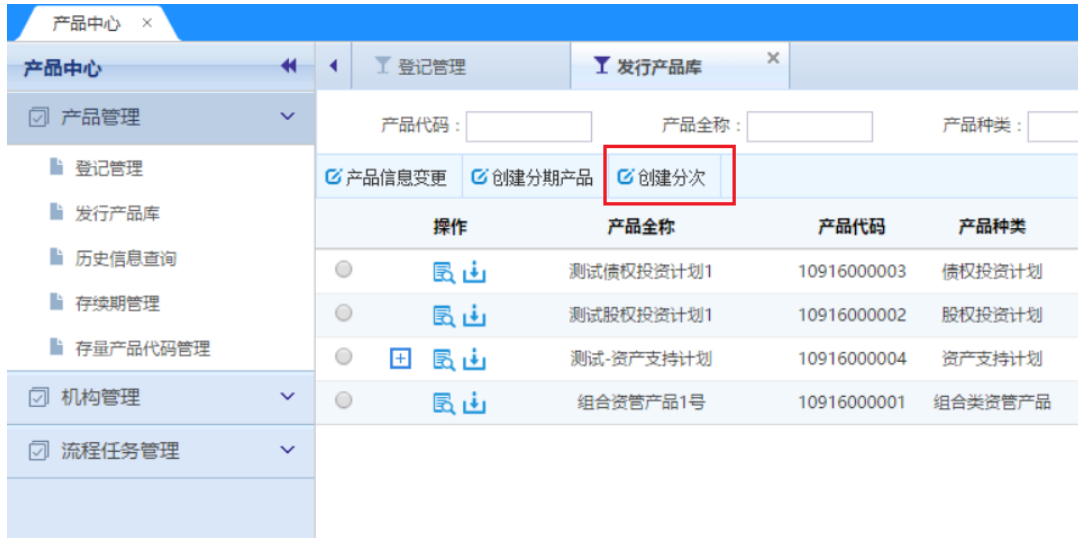 产品中心 ×
产品中心 登记管理 发行产品库 ×
产品管理
产品代码： 产品全称： 产品种类：
登记管理
产品信息变更 创建分期产品 创建分次
发行产品库
操作 产品全称 产品代码 产品种类
历史信息查询
测试债权投资计划1 10916000003 债权投资计划
存续期管理
测试股权投资计划1 10916000002 股权投资计划
存量产品代码管理
测试-资产支持计划 10916000004 资产支持计划
机构管理
组合资管产品1号 10916000001 组合类资管产品
流程任务管理